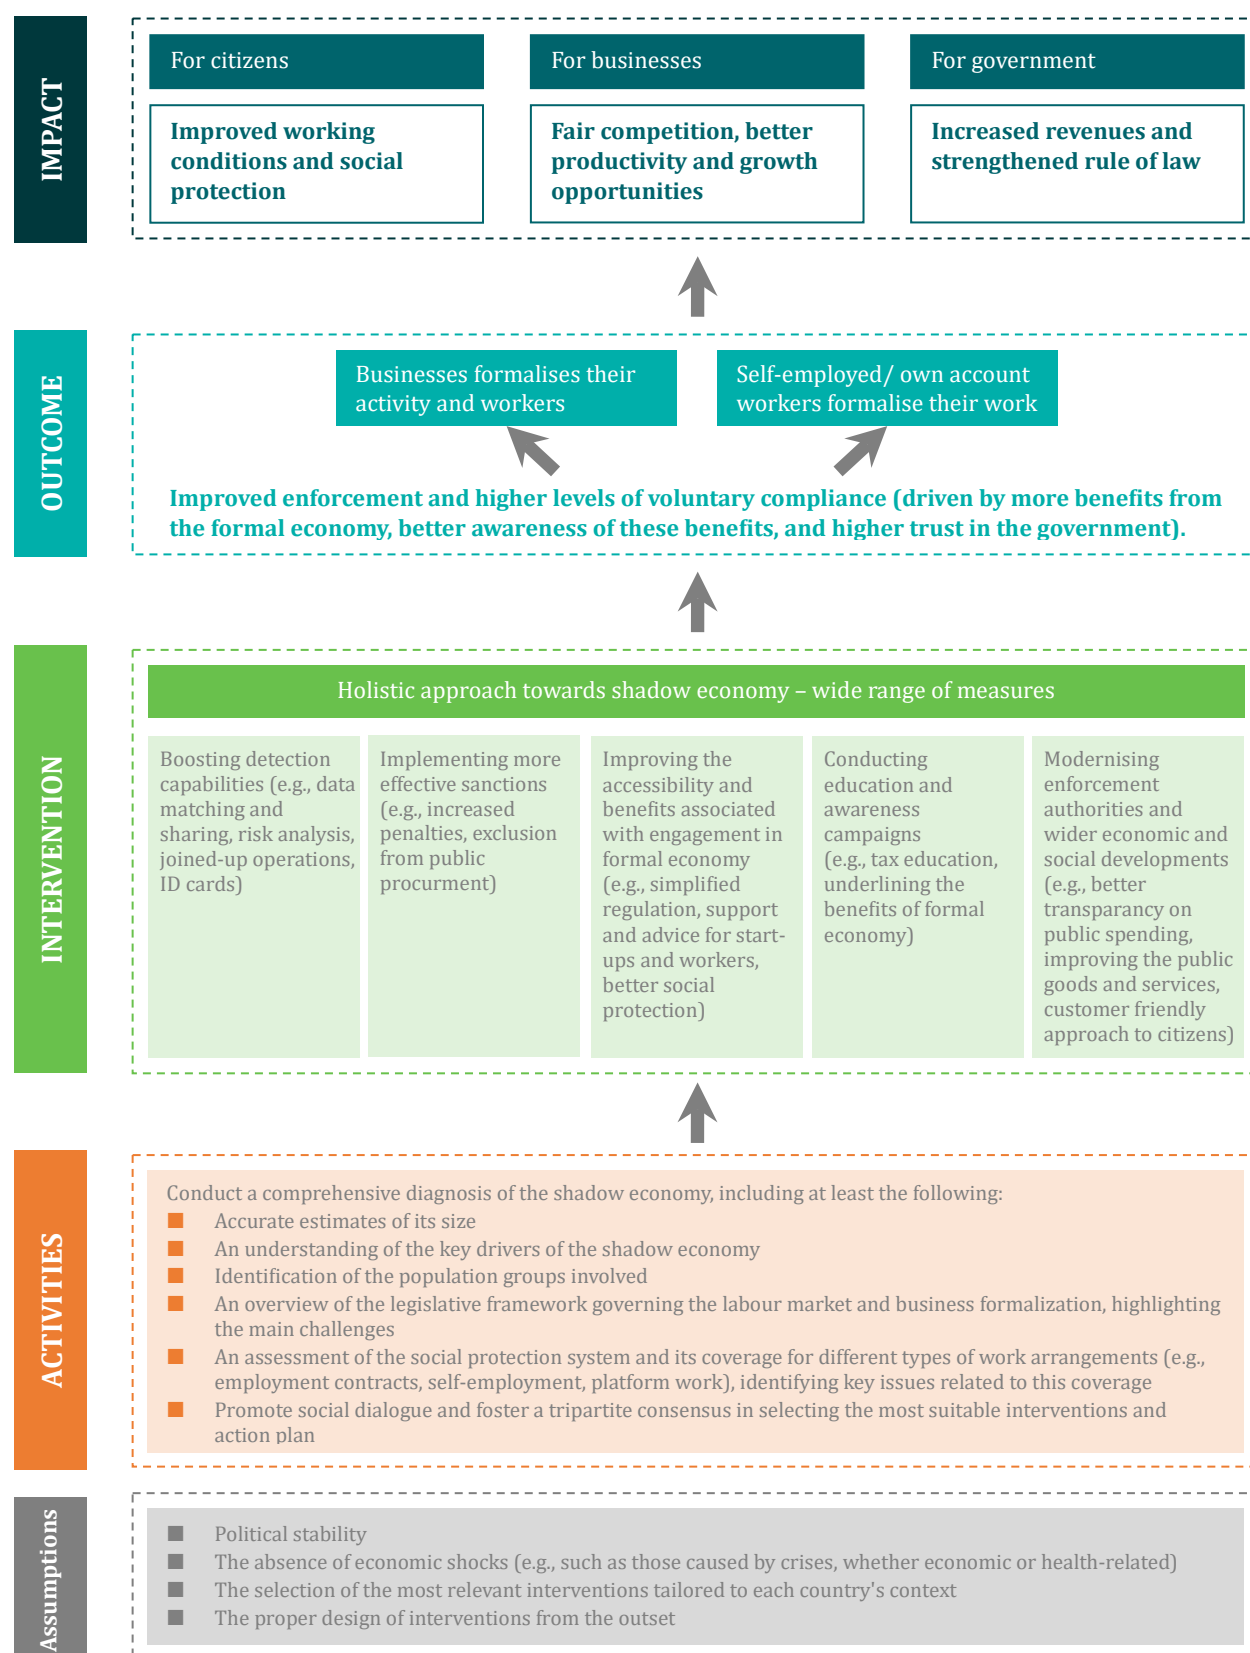 IMPACT
For citizens
Improved working
conditions and social
protection
For businesses
Fair competition, better
productivity and growth
opportunities
For government
Increased revenues and
strengthened rule of law
OUTCOME
Businesses formalises their
activity and workers
Self-employed/ own account
workers formalise their work
Improved enforcement and higher levels of voluntary compliance (driven by more benefits from
the formal economy, better awareness of these benefits, and higher trust in the government).
INTERVENTION
Holistic approach towards shadow economy – wide range of measures
Boosting detection
capabilities (e.g., data
matching and
sharing, risk analysis,
joined-up operations,
ID cards)
Implementing more
effective sanctions
(e.g., increased
penalties, exclusion
from public
procurment)
Improving the
accessibility and
benefits associated
with engagement in
formal economy
(e.g., simplified
regulation, support
and advice for start-
ups and workers,
better social
protection)
Conducting
education and
awareness
campaigns
(e.g., tax education,
underlining the
benefits of formal
economy)
Modernising
enforcement
authorities and
wider economic and
social developments
(e.g., better
transparancy on
public spending,
improving the public
goods and services,
customer friendly
approach to citizens)
ACTIVITIES
Conduct a comprehensive diagnosis of the shadow economy, including at least the following:
■ Accurate estimates of its size
■ An understanding of the key drivers of the shadow economy
■ Identification of the population groups involved
■ An overview of the legislative framework governing the labour market and business formalization, highlighting
the main challenges
■ An assessment of the social protection system and its coverage for different types of work arrangements (e.g.,
employment contracts, self-employment, platform work), identifying key issues related to this coverage
■ Promote social dialogue and foster a tripartite consensus in selecting the most suitable interventions and
action plan
Assumptions
■ Political stability
■ The absence of economic shocks (e.g., such as those caused by crises, whether economic or health-related)
■ The selection of the most relevant interventions tailored to each country's context
■ The proper design of interventions from the outset